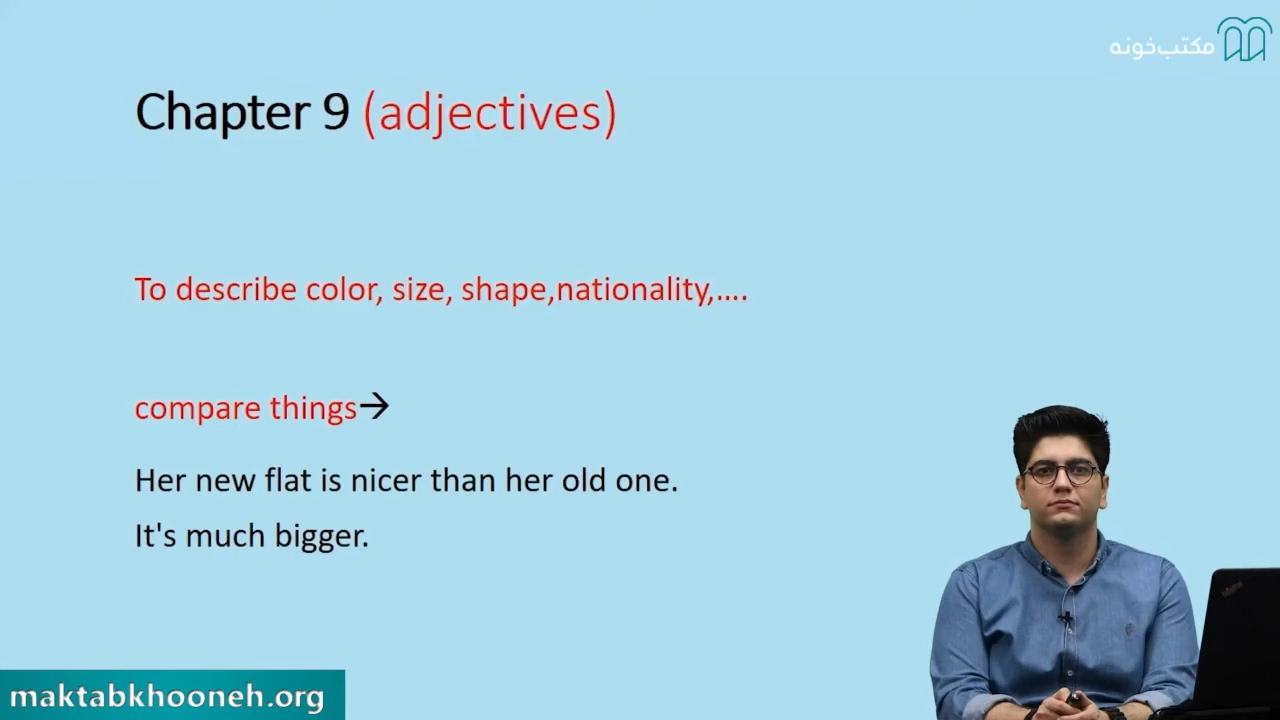 مکتب‌خونه
Chapter 9 (adjectives)
To describe color, size, shape,nationality,....
compare things→
Her new flat is nicer than her old one.
It's much bigger.
maktabkhooneh.org